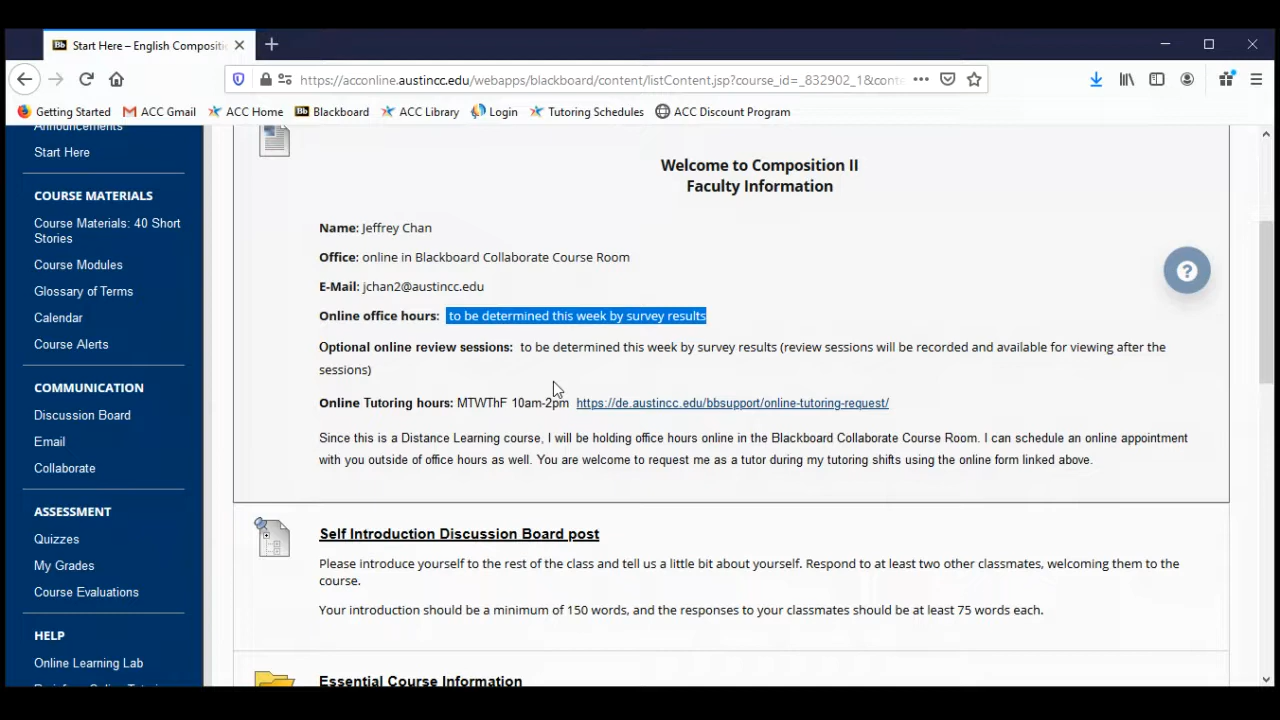 Start Here – English Compositi
https://acconline.austincc.edu/webapps/blackboard/content/listContent.jsp?course_id=_832902_1&conte
Getting Started ACC Gmail ACC Home Blackboard ACC Library Login Tutoring Schedules ACC Discount Program
Announcements
Start Here
COURSE MATERIALS
Course Materials: 40 Short
Stories
Course Modules
Glossary of Terms
Calendar
Course Alerts
COMMUNICATION
Discussion Board
Email
Collaborate
ASSESSMENT
Quizzes
My Grades
Course Evaluations
HELP
Online Learning Lab
Welcome to Composition II
Faculty Information
Name: Jeffrey Chan
Office: online in Blackboard Collaborate Course Room
E-Mail: jchan2@austincc.edu
Online office hours: to be determined this week by survey results
Optional online review sessions: to be determined this week by survey results (review sessions will be recorded and available for viewing after the
sessions)
Online Tutoring hours: MTWThF 10am-2pm https://de.austincc.edu/bbsupport/online-tutoring-request/
Since this is a Distance Learning course, I will be holding office hours online in the Blackboard Collaborate Course Room. I can schedule an online appointment
with you outside of office hours as well. You are welcome to request me as a tutor during my tutoring shifts using the online form linked above.
Self Introduction Discussion Board post
Please introduce yourself to the rest of the class and tell us a little bit about yourself. Respond to at least two other classmates, welcoming them to the
course.
Your introduction should be a minimum of 150 words, and the responses to your classmates should be at least 75 words each.
Essential Course Information